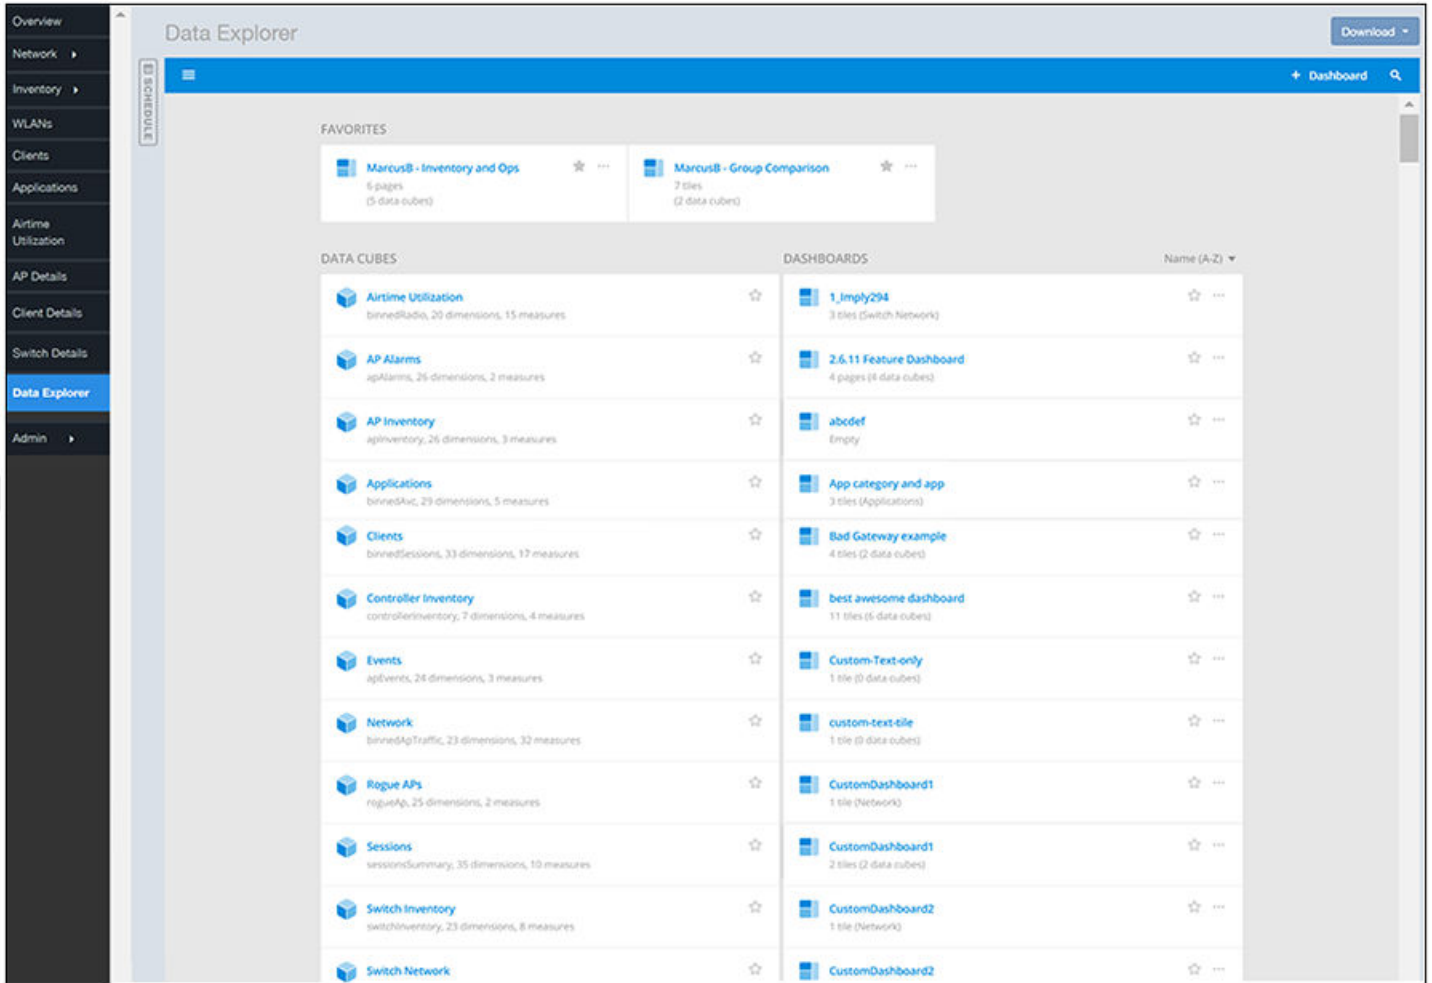 Overview
Network
Inventory
WLANs
Clients
Applications
Airtime
Utilization
AP Details
Client Details
Switch Details
Data Explorer
Admin
SCHEDULE
Data Explorer
Download
+ Dashboard
FAVORITES
MarcusB - Inventory and Ops
6 pages
(5 data cubes)
MarcusB - Group Comparison
7 tiles
(2 data cubes)
DATA CUBES
Airtime Utilization
binnedRadio, 20 dimensions, 15 measures
AP Alarms
apAlarms, 26 dimensions, 2 measures
AP Inventory
apInventory, 26 dimensions, 3 measures
Applications
binnedAvc, 29 dimensions, 5 measures
Clients
binnedSessions, 33 dimensions, 17 measures
Controller Inventory
controllerInventory, 7 dimensions, 4 measures
Events
apEvents, 24 dimensions, 3 measures
Network
binnedApTraffic, 23 dimensions, 32 measures
Rogue APs
rogueAp, 25 dimensions, 2 measures
Sessions
sessionsSummary, 35 dimensions, 10 measures
Switch Inventory
switchInventory, 23 dimensions, 8 measures
Switch Network
DASHBOARDS
Name (A-Z)
1_Imply294
3 tiles (Switch Network)
2.6.11 Feature Dashboard
4 pages (4 data cubes)
abcdef
Empty
App category and app
3 tiles (Applications)
Bad Gateway example
4 tiles (2 data cubes)
best awesome dashboard
11 tiles (6 data cubes)
Custom-Text-only
1 tile (0 data cubes)
custom-text-tile
1 tile (0 data cubes)
CustomDashboard1
1 tile (Network)
CustomDashboard1
2 tiles (2 data cubes)
CustomDashboard2
1 tile (Network)
CustomDashboard2